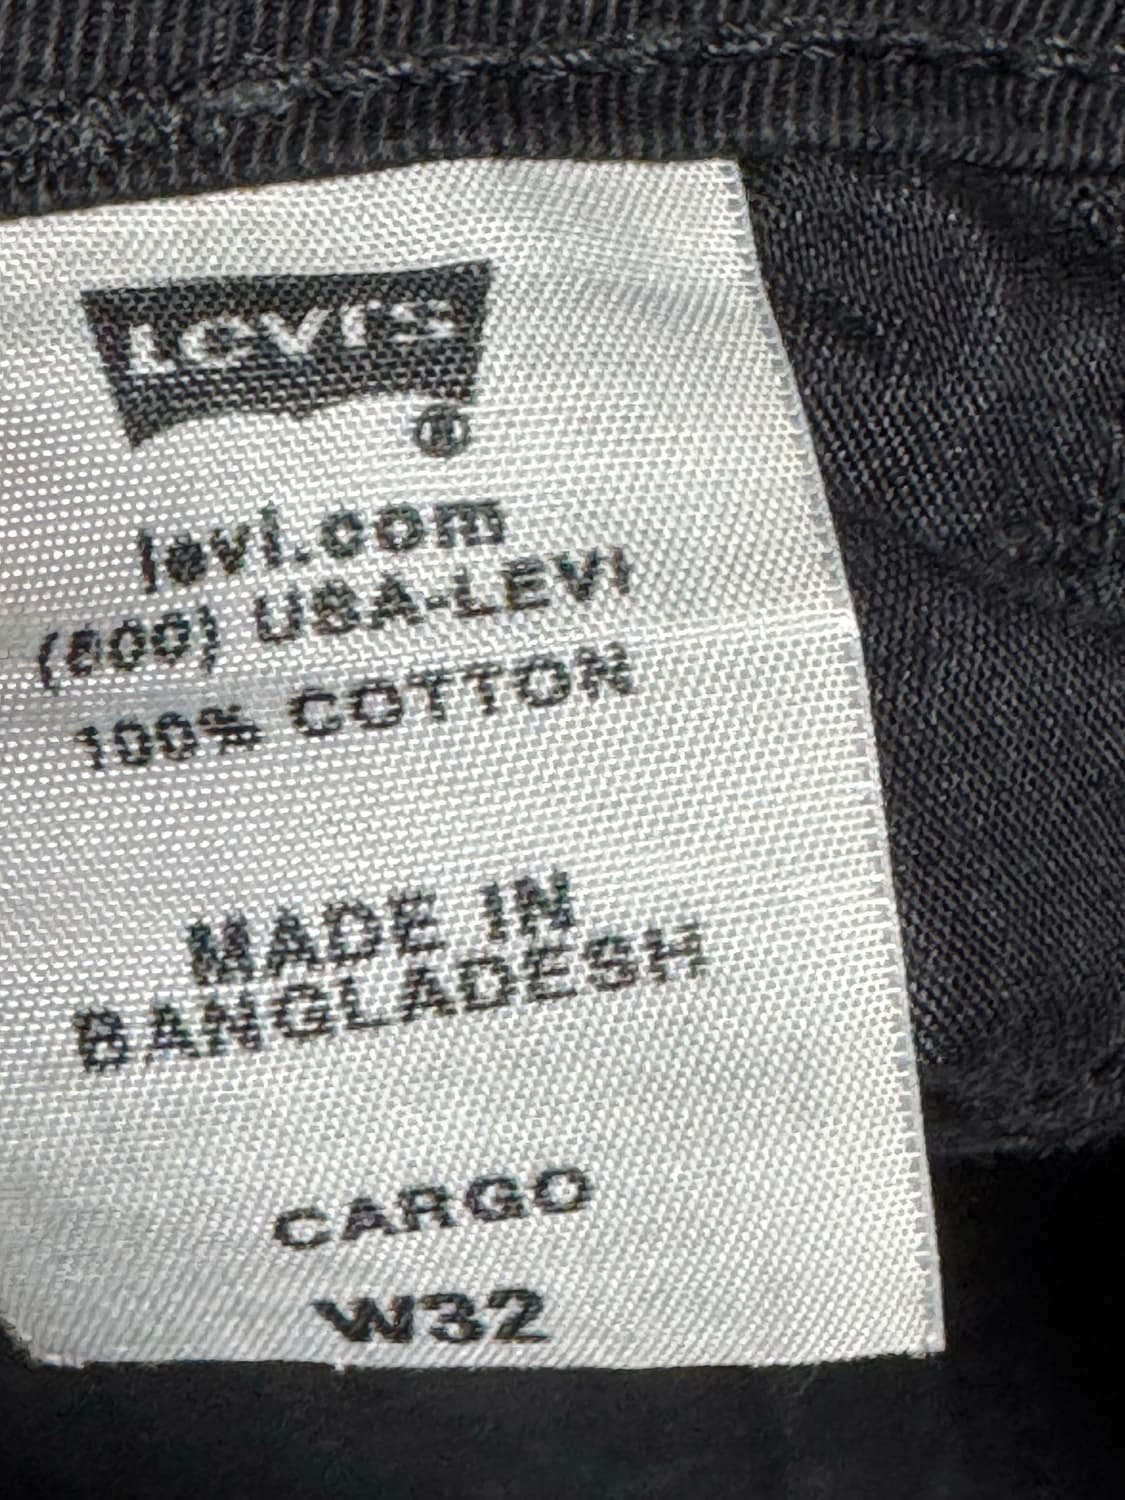 Levi's
®
levi.com
(800) USA-LEVI
100% COTTON
MADE IN
BANGLADESH
CARGO
W32